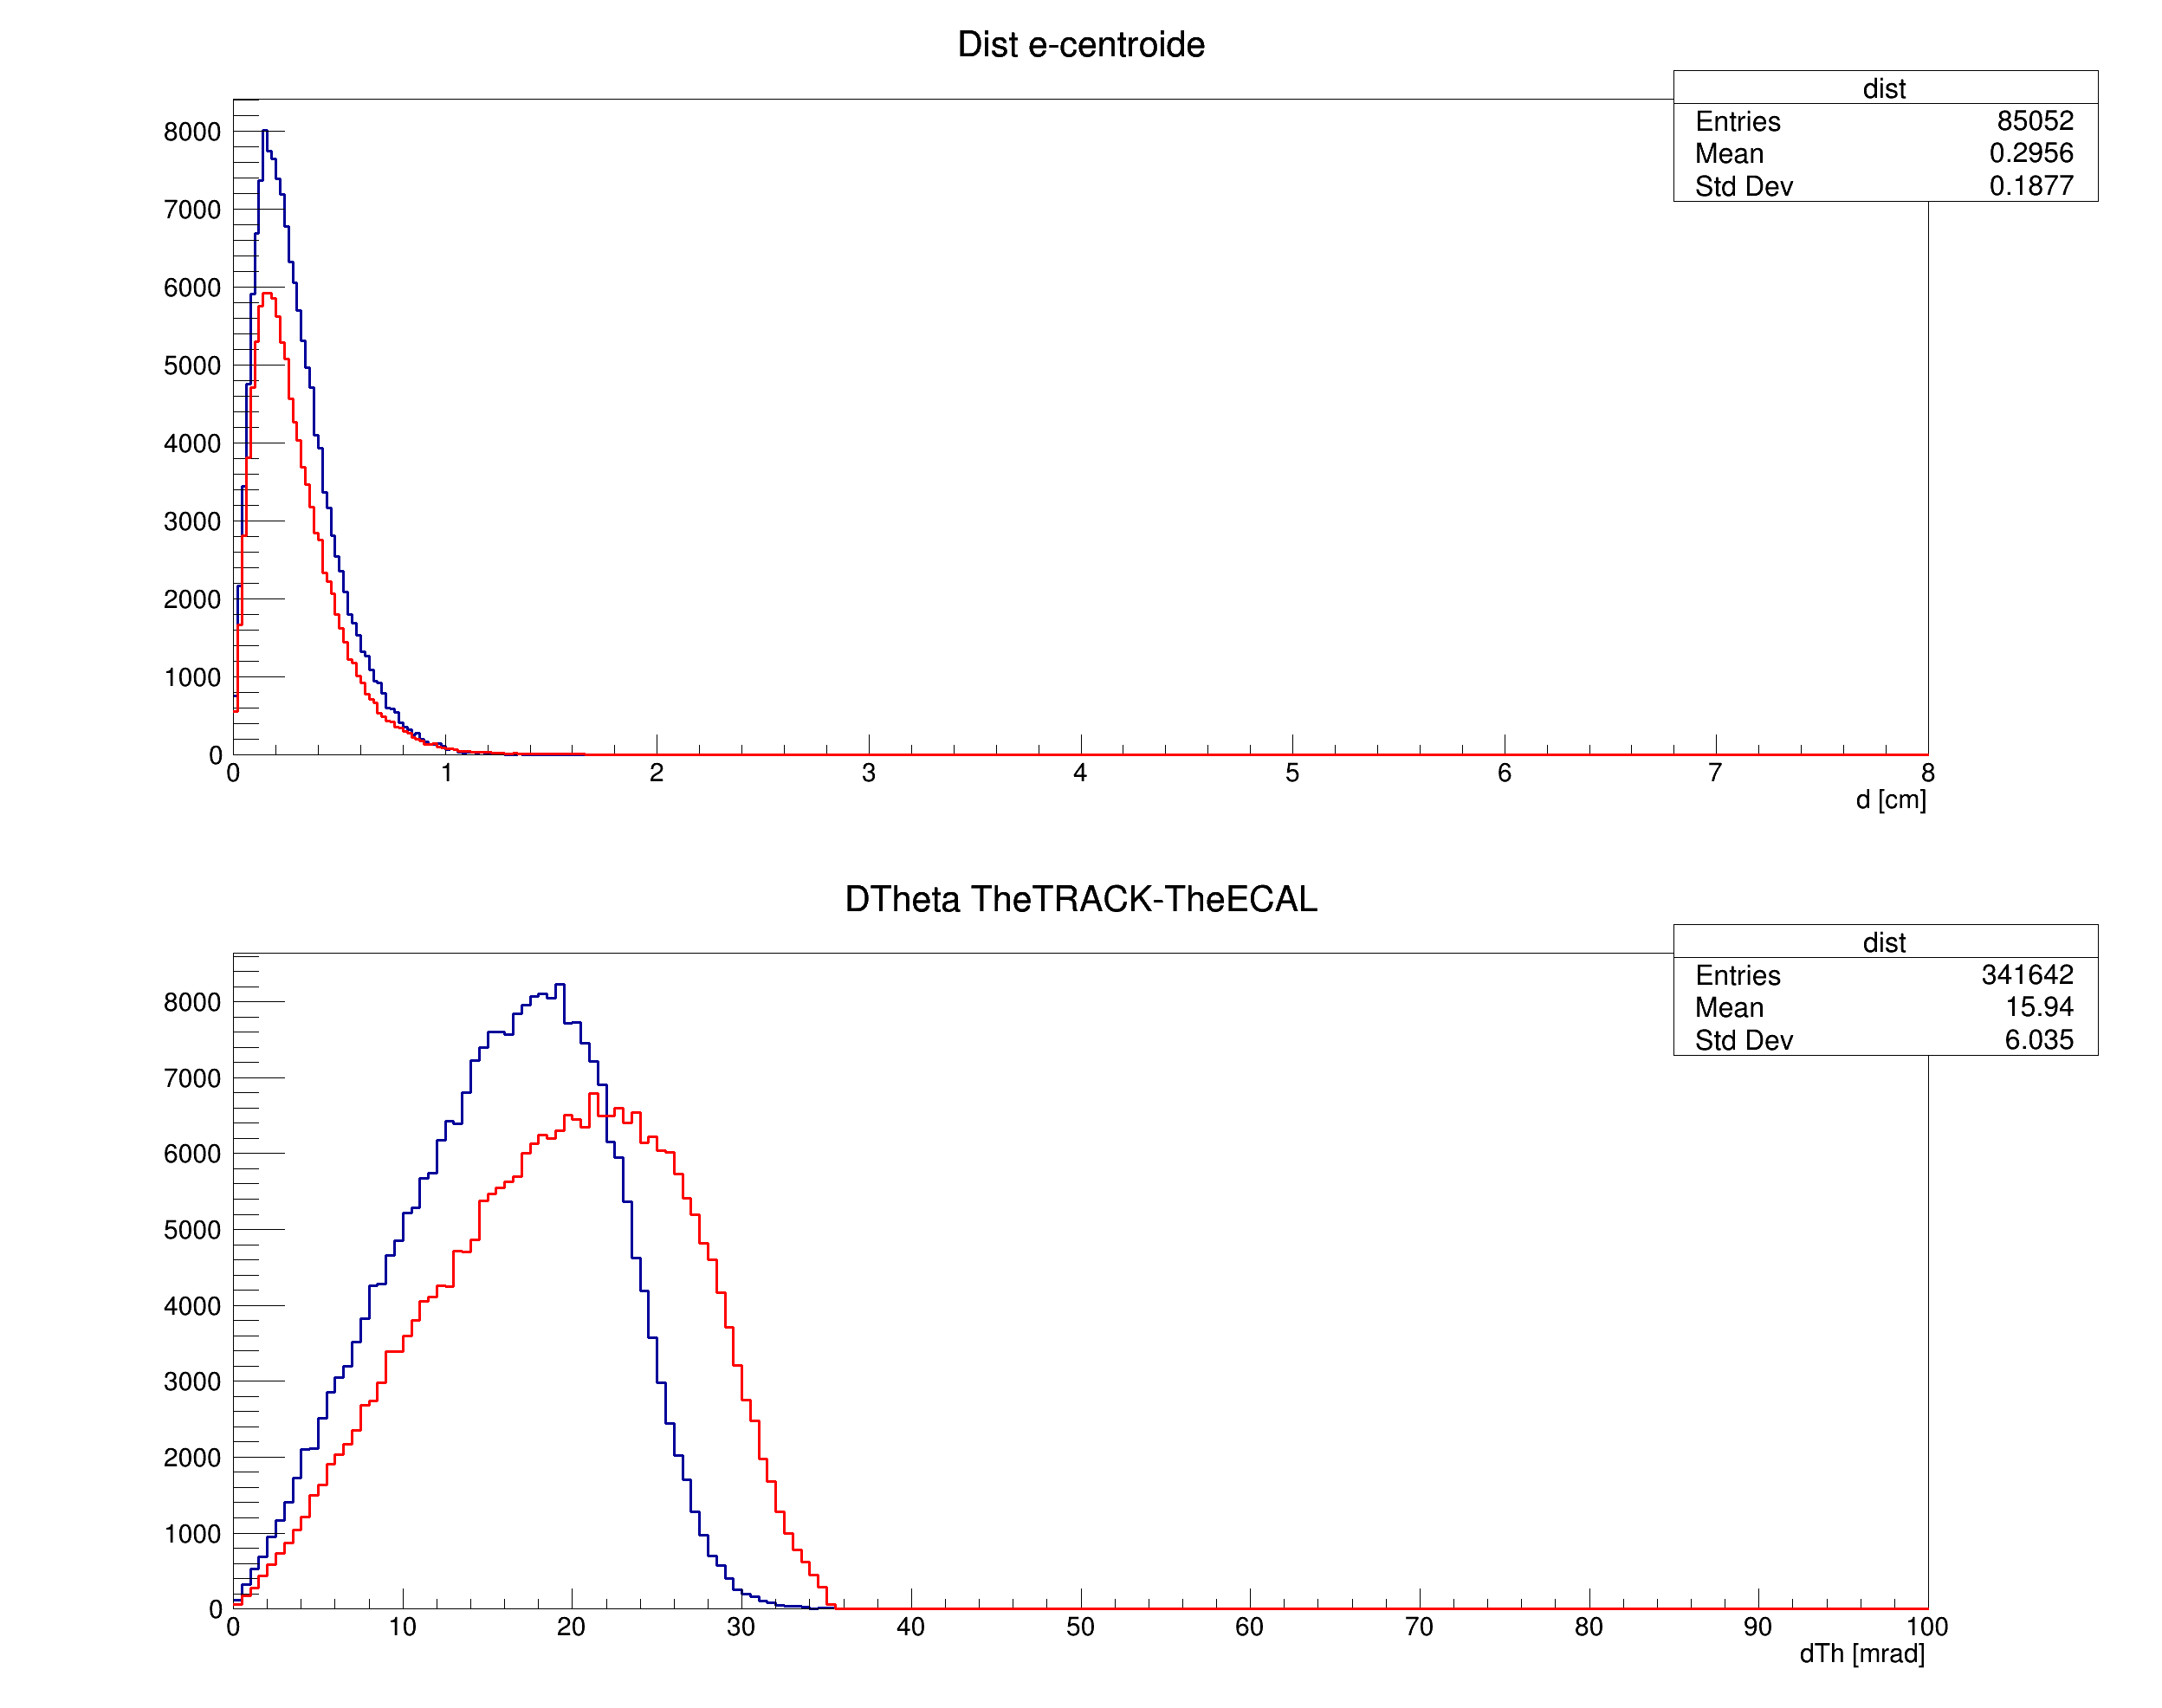 Dist e-centroide
dist
Entries 85052
Mean 0.2956
Std Dev 0.1877
8000
7000
6000
5000
4000
3000
2000
1000
0
0 1 2 3 4 5 6 7 8
d [cm]
DTheta TheTRACK-TheECAL
dist
Entries 341642
Mean 15.94
Std Dev 6.035
8000
7000
6000
5000
4000
3000
2000
1000
0
0 10 20 30 40 50 60 70 80 90 100
dTh [mrad]